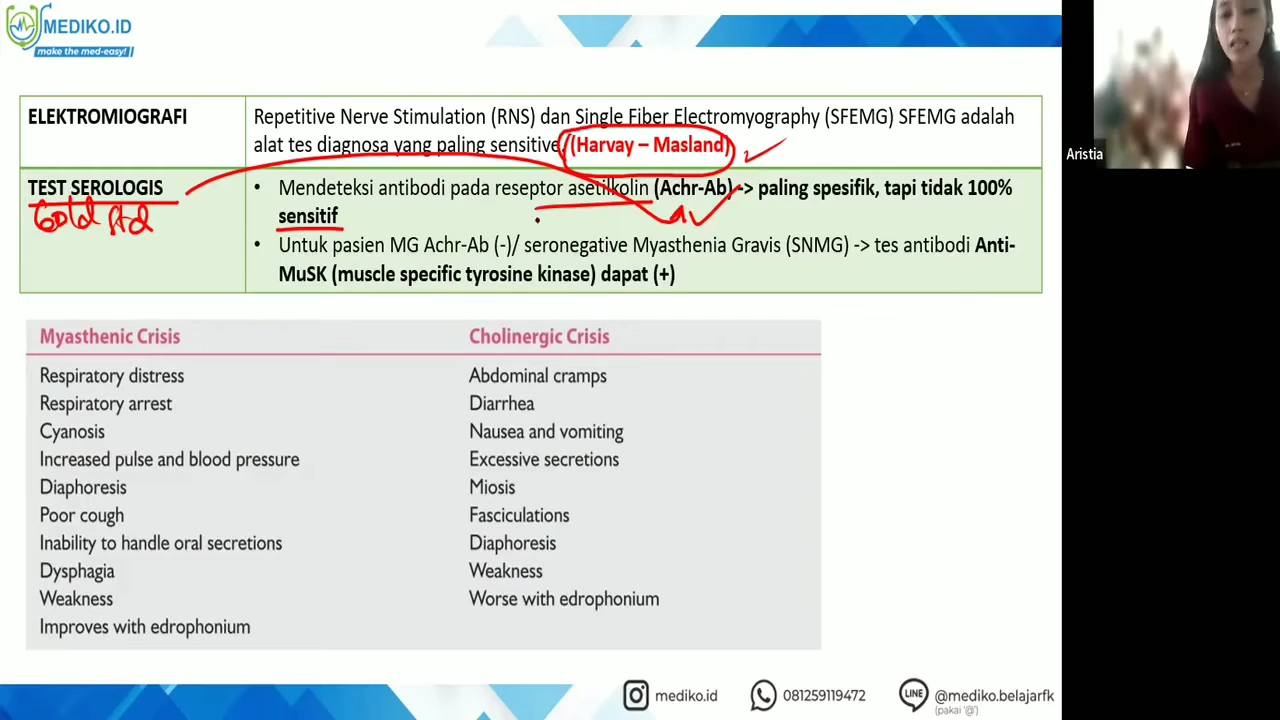 MEDIKO.ID
make the med-easy!
ELEKTROMIOGRAFI
Repetitive Nerve Stimulation (RNS) dan Single Fiber Electromyography (SFEMG) SFEMG adalah
alat tes diagnosa yang paling sensitive. (Harvay – Masland)
TEST SEROLOGIS
Gold std
• Mendeteksi antibodi pada reseptor asetilkolin (Achr-Ab) -> paling spesifik, tapi tidak 100%
sensitif
• Untuk pasien MG Achr-Ab (-)/ seronegative Myasthenia Gravis (SNMG) -> tes antibodi Anti-
MuSK (muscle specific tyrosine kinase) dapat (+)
Myasthenic Crisis
Respiratory distress
Respiratory arrest
Cyanosis
Increased pulse and blood pressure
Diaphoresis
Poor cough
Inability to handle oral secretions
Dysphagia
Weakness
Improves with edrophonium
Cholinergic Crisis
Abdominal cramps
Diarrhea
Nausea and vomiting
Excessive secretions
Miosis
Fasciculations
Diaphoresis
Weakness
Worse with edrophonium
Aristia
mediko.id
081259119472
LINE
@mediko.belajarfk
(pakai '@')